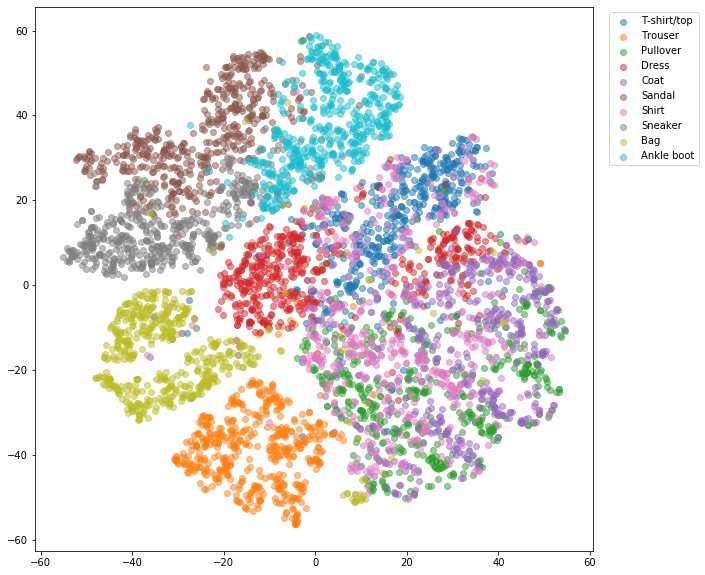 60
40
20
0
−20
−40
−60
−60
−40
−20
0
20
40
60
T-shirt/top
Trouser
Pullover
Dress
Coat
Sandal
Shirt
Sneaker
Bag
Ankle boot